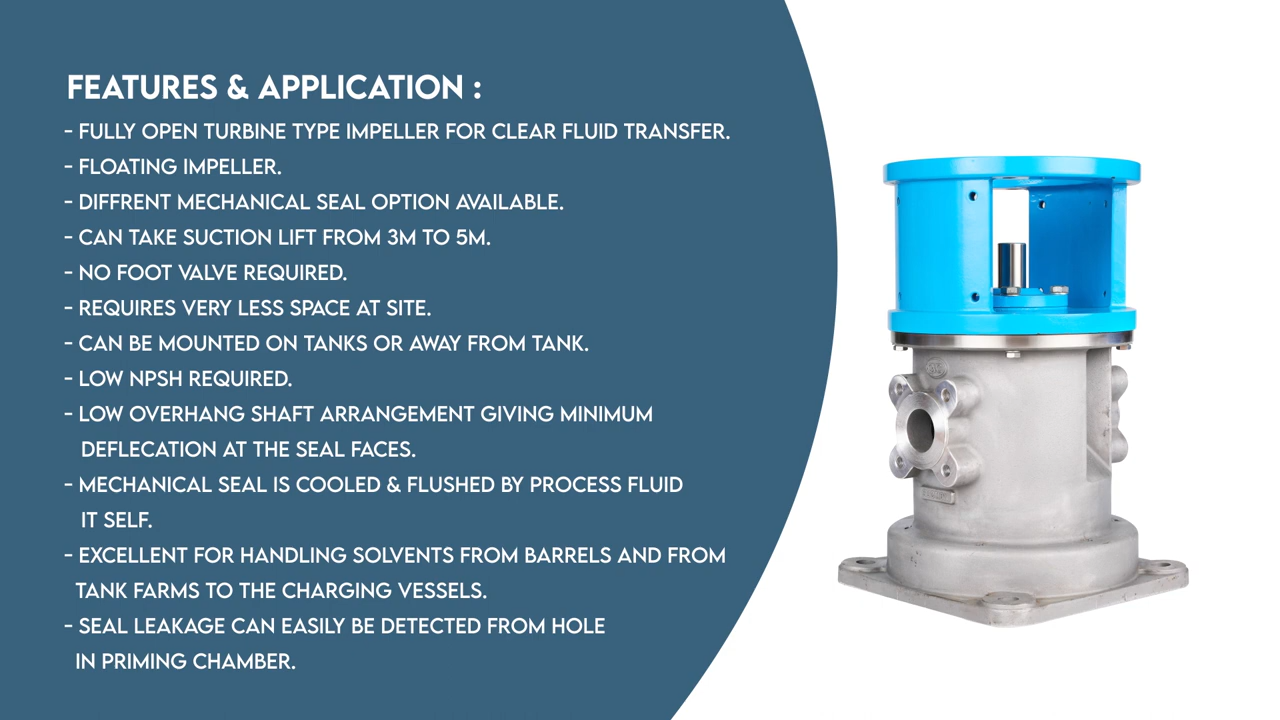 FEATURES & APPLICATION :
- FULLY OPEN TURBINE TYPE IMPELLER FOR CLEAR FLUID TRANSFER.
- FLOATING IMPELLER.
- DIFFRENT MECHANICAL SEAL OPTION AVAILABLE.
- CAN TAKE SUCTION LIFT FROM 3M TO 5M.
- NO FOOT VALVE REQUIRED.
- REQUIRES VERY LESS SPACE AT SITE.
- CAN BE MOUNTED ON TANKS OR AWAY FROM TANK.
- LOW NPSH REQUIRED.
- LOW OVERHANG SHAFT ARRANGEMENT GIVING MINIMUM
DEFLECATION AT THE SEAL FACES.
- MECHANICAL SEAL IS COOLED & FLUSHED BY PROCESS FLUID
IT SELF.
- EXCELLENT FOR HANDLING SOLVENTS FROM BARRELS AND FROM
TANK FARMS TO THE CHARGING VESSELS.
- SEAL LEAKAGE CAN EASILY BE DETECTED FROM HOLE
IN PRIMING CHAMBER.